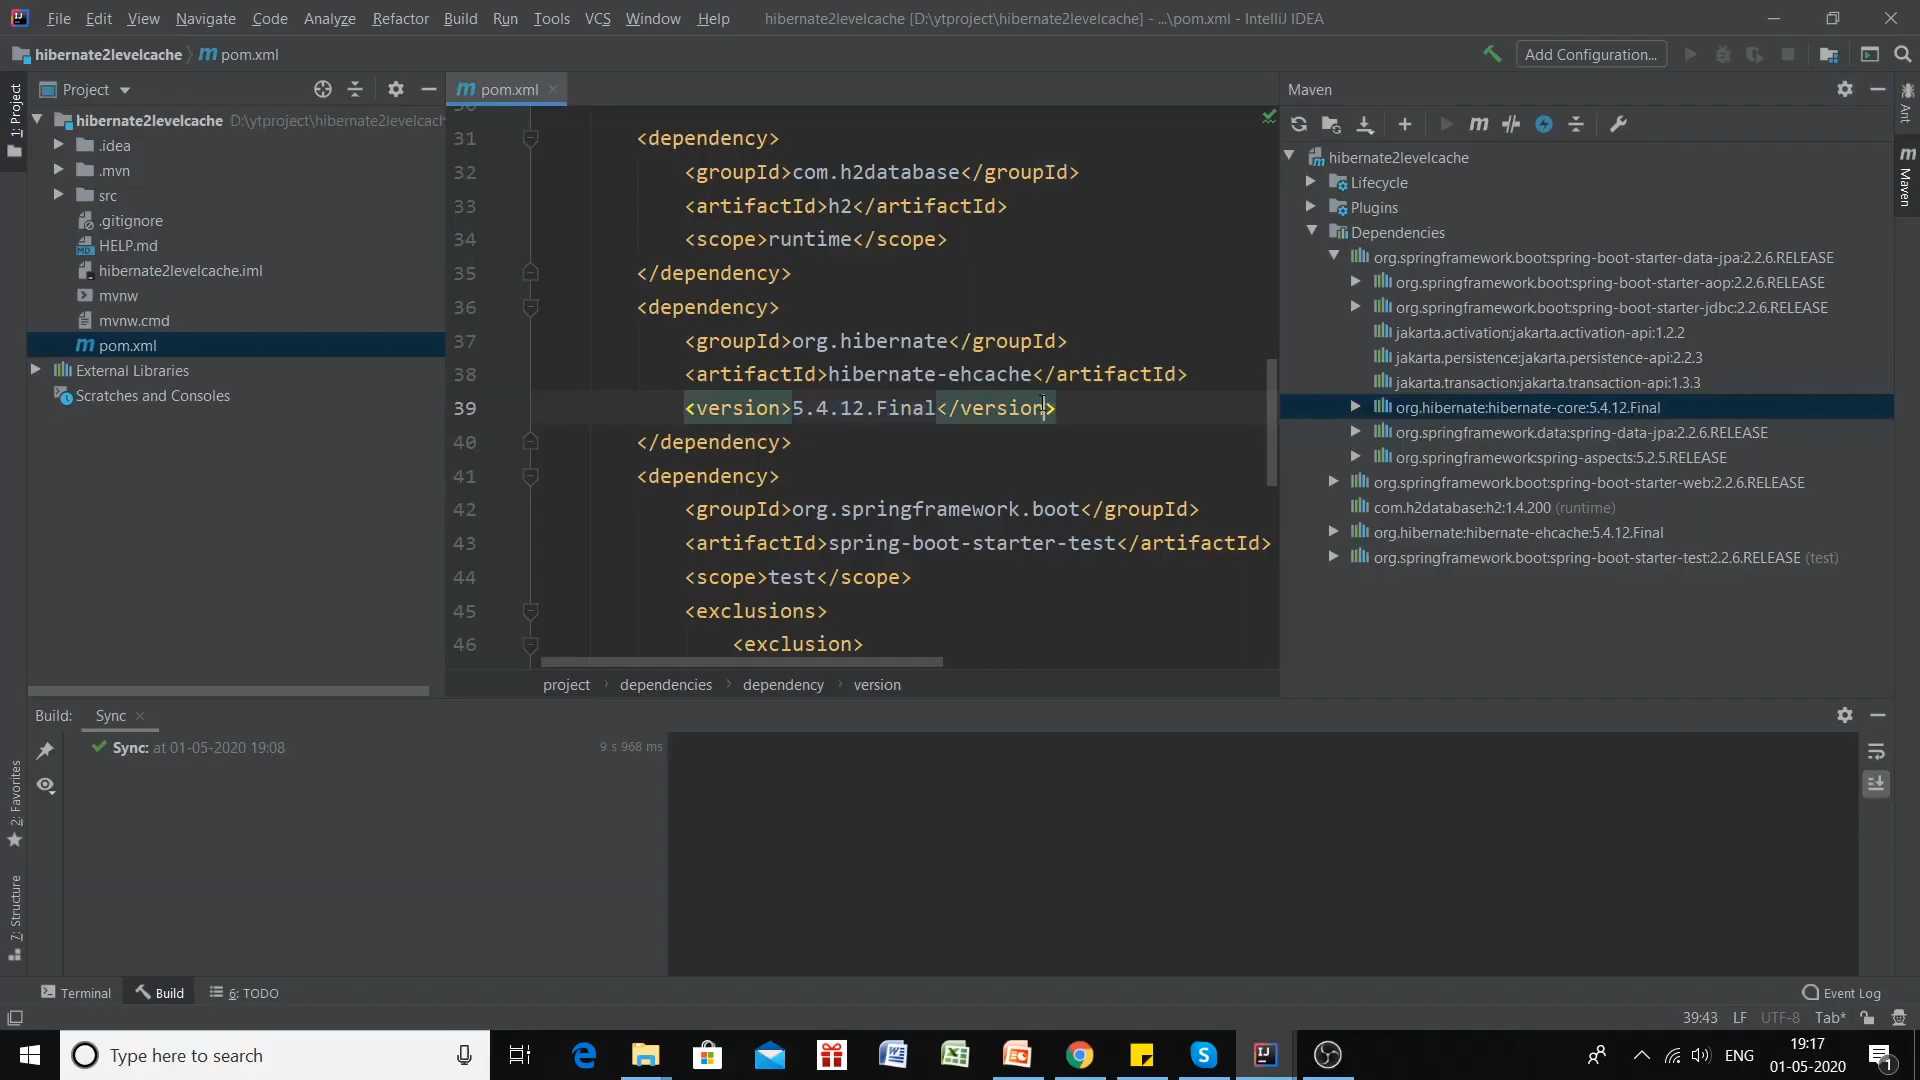 File Edit View Navigate Code Analyze Refactor Build Run Tools VCS Window Help hibernate2levelcache [D:\ytproject\hibernate2levelcache] - ...\pom.xml - IntelliJ IDEA
hibernate2levelcache pom.xml Add Configuration...
1: Project
Project
hibernate2levelcache D:\ytproject\hibernate2levelcach
.idea
.mvn
src
.gitignore
HELP.md
hibernate2levelcache.iml
mvnw
mvnw.cmd
pom.xml
External Libraries
Scratches and Consoles
pom.xml
31 <dependency>
32 <groupId>com.h2database</groupId>
33 <artifactId>h2</artifactId>
34 <scope>runtime</scope>
35 </dependency>
36 <dependency>
37 <groupId>org.hibernate</groupId>
38 <artifactId>hibernate-ehcache</artifactId>
39 <version>5.4.12.Final</version>
40 </dependency>
41 <dependency>
42 <groupId>org.springframework.boot</groupId>
43 <artifactId>spring-boot-starter-test</artifactId>
44 <scope>test</scope>
45 <exclusions>
46 <exclusion>
project dependencies dependency version
Maven
hibernate2levelcache
Lifecycle
Plugins
Dependencies
org.springframework.boot:spring-boot-starter-data-jpa:2.2.6.RELEASE
org.springframework.boot:spring-boot-starter-aop:2.2.6.RELEASE
org.springframework.boot:spring-boot-starter-jdbc:2.2.6.RELEASE
jakarta.activation:jakarta.activation-api:1.2.2
jakarta.persistence:jakarta.persistence-api:2.2.3
jakarta.transaction:jakarta.transaction-api:1.3.3
org.hibernate:hibernate-core:5.4.12.Final
org.springframework.data:spring-data-jpa:2.2.6.RELEASE
org.springframework:spring-aspects:5.2.5.RELEASE
org.springframework.boot:spring-boot-starter-web:2.2.6.RELEASE
com.h2database:h2:1.4.200 (runtime)
org.hibernate:hibernate-ehcache:5.4.12.Final
org.springframework.boot:spring-boot-starter-test:2.2.6.RELEASE (test)
Ant
Maven
Build: Sync
Sync: at 01-05-2020 19:08 9 s 968 ms
2: Favorites
7: Structure
Terminal Build 6: TODO Event Log
39:43 LF UTF-8 Tab*
Type here to search
ENG
19:17
01-05-2020
1